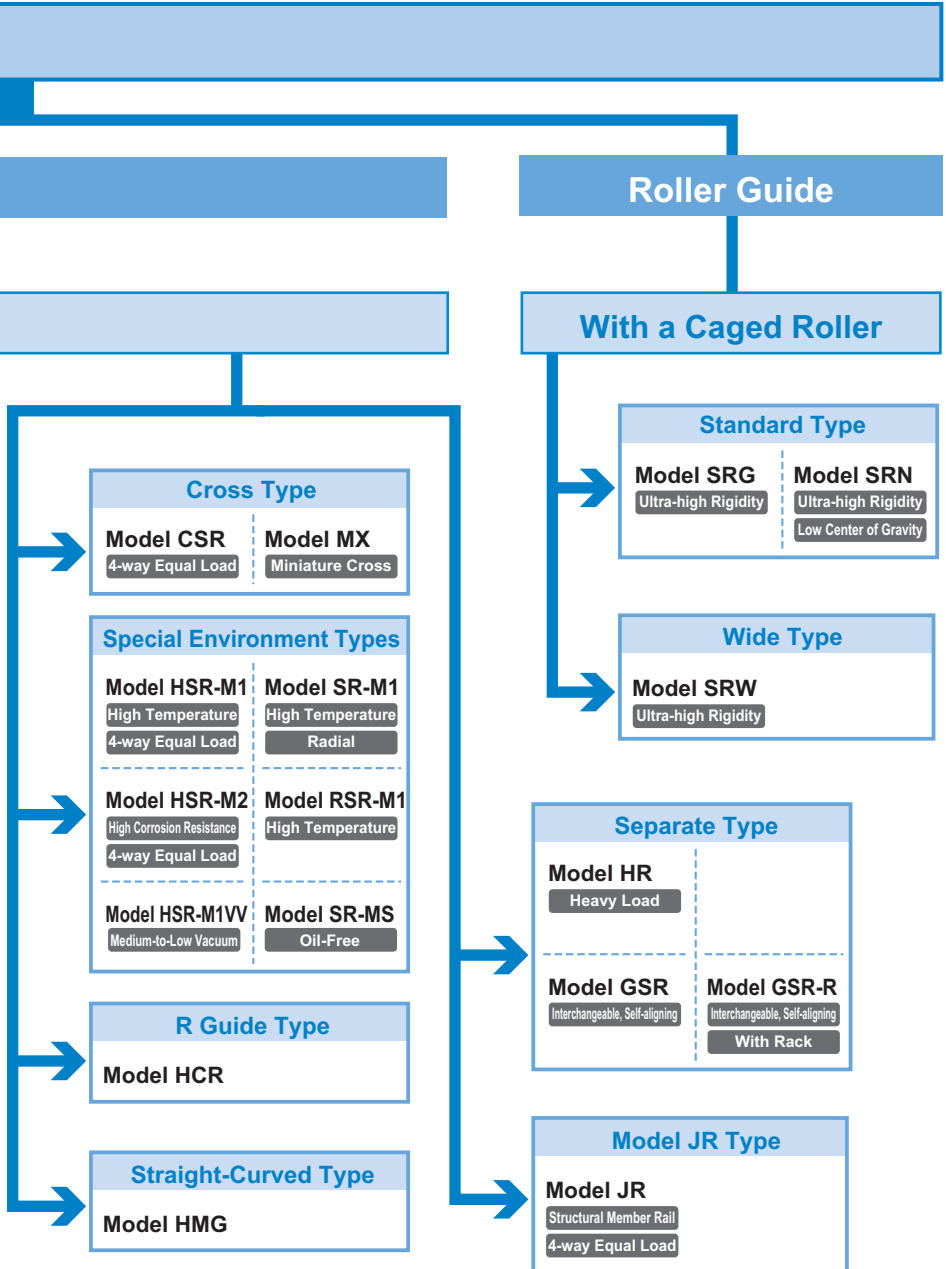 Roller Guide
With a Caged Roller
Standard Type
Model SRG
Ultra-high Rigidity
Model SRN
Ultra-high Rigidity
Low Center of Gravity
Wide Type
Model SRW
Ultra-high Rigidity
Cross Type
Model CSR
4-way Equal Load
Model MX
Miniature Cross
Special Environment Types
Model HSR-M1
High Temperature
4-way Equal Load
Model SR-M1
High Temperature
Radial
Model HSR-M2
High Corrosion Resistance
4-way Equal Load
Model RSR-M1
High Temperature
Model HSR-M1VV
Medium-to-Low Vacuum
Model SR-MS
Oil-Free
R Guide Type
Model HCR
Straight-Curved Type
Model HMG
Separate Type
Model HR
Heavy Load
Model GSR
Interchangeable, Self-aligning
Model GSR-R
Interchangeable, Self-aligning
With Rack
Model JR Type
Model JR
Structural Member Rail
4-way Equal Load